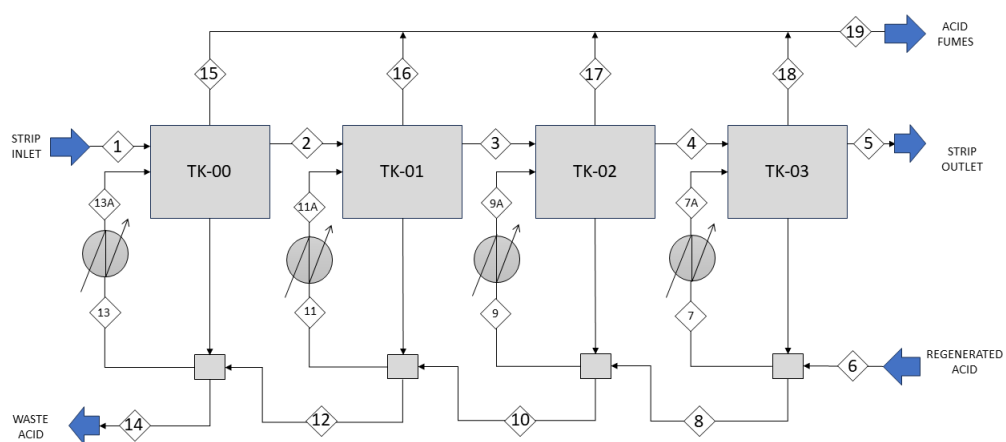 19
ACID
FUMES
15
16
17
18
STRIP
INLET
1
TK-00
2
TK-01
3
TK-02
4
TK-03
5
STRIP
OUTLET
13A
11A
9A
7A
13
11
9
7
6
REGENERATED
ACID
WASTE
ACID
14
12
10
8